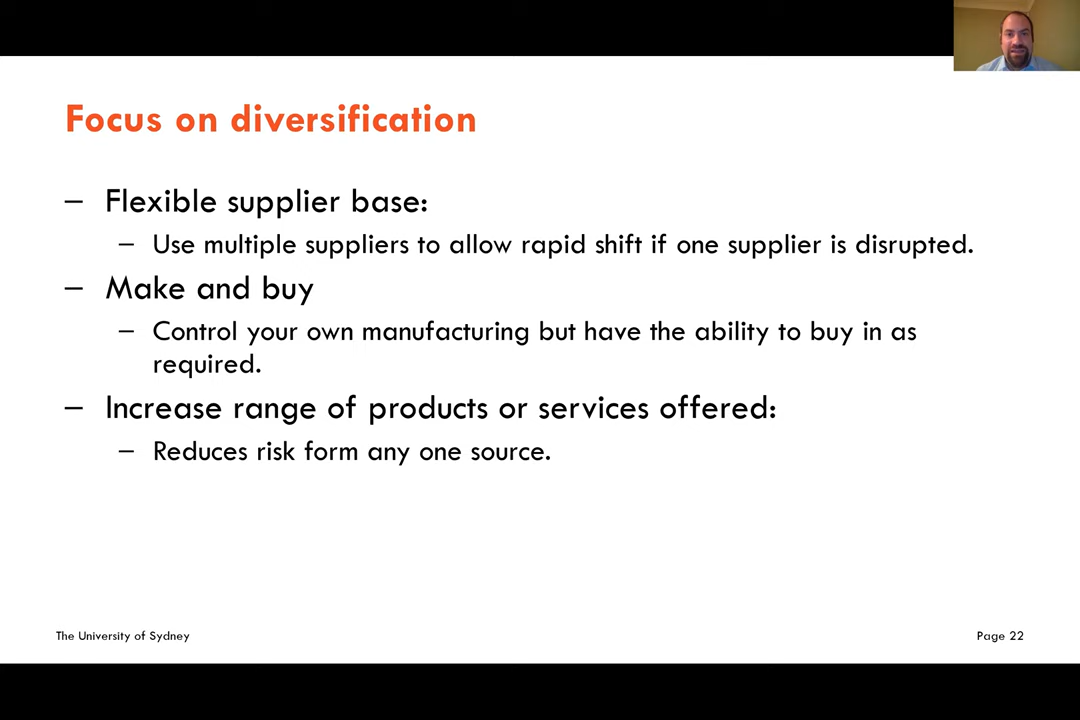 Focus on diversification
– Flexible supplier base:
– Use multiple suppliers to allow rapid shift if one supplier is disrupted.
– Make and buy
– Control your own manufacturing but have the ability to buy in as
required.
– Increase range of products or services offered:
– Reduces risk form any one source.
The University of Sydney
Page 22